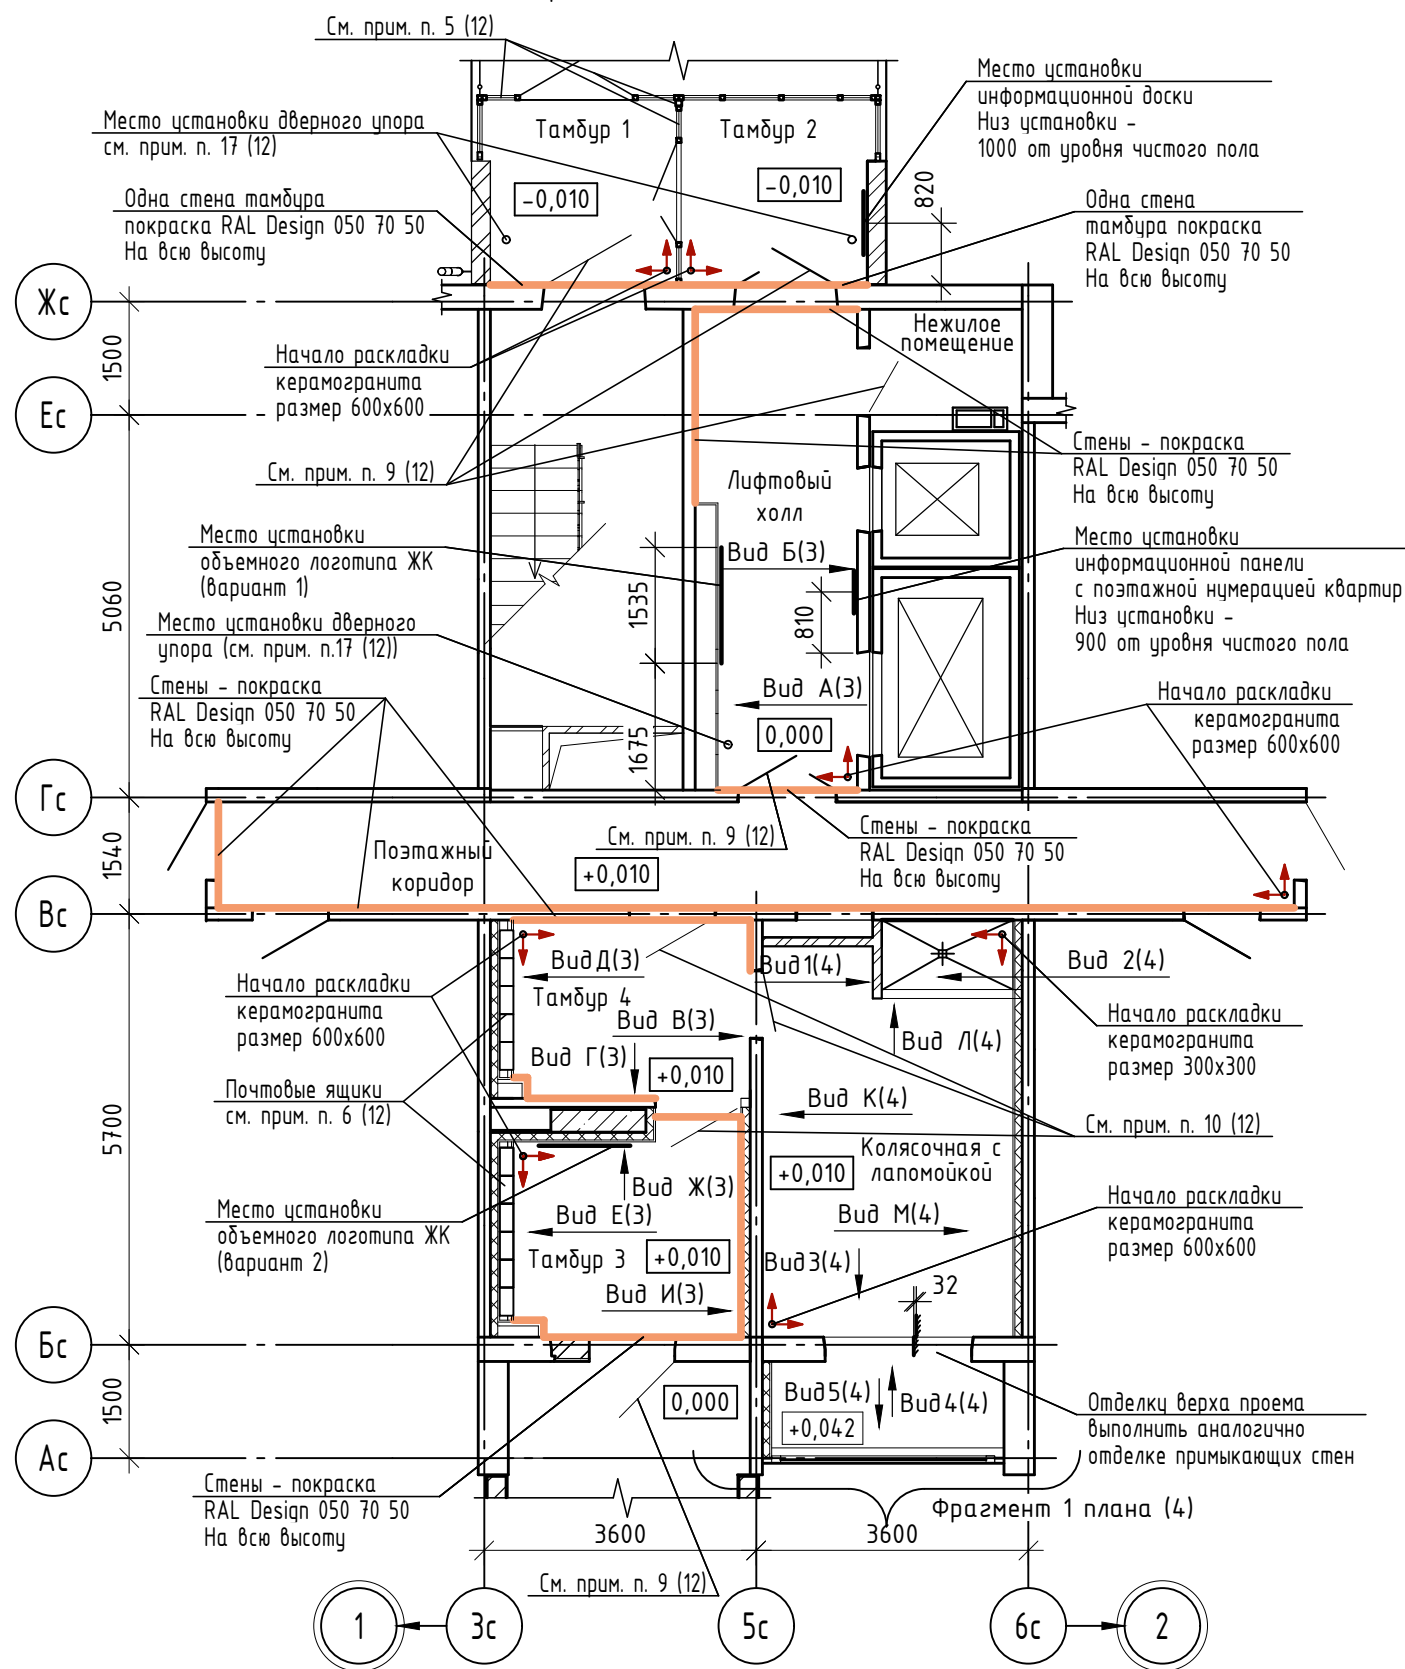 См. прим. п. 5 (12)
Место установки
информационной доски
Низ установки -
1000 от уровня чистого пола
Место установки дверного упора
см. прим. п. 17 (12)
Тамбур 1
Тамбур 2
-0,010
-0,010
820
Одна стена тамбура
покраска RAL Design 050 70 50
На всю высоту
Одна стена
тамбура покраска
RAL Design 050 70 50
На всю высоту
Жс
1500
Начало раскладки
керамогранита
размер 600х600
Нежилое
помещение
Ес
См. прим. п. 9 (12)
Стены - покраска
RAL Design 050 70 50
На всю высоту
Лифтовый
холл
Место установки
объемного логотипа ЖК
(вариант 1)
Вид Б(3)
Место установки
информационной панели
с поэтажной нумерацией квартир
Низ установки -
900 от уровня чистого пола
5060
1535
810
Место установки дверного
упора (см. прим. п.17 (12))
Стены - покраска
RAL Design 050 70 50
На всю высоту
Вид А(3)
0,000
1675
Начало раскладки
керамогранита
размер 600х600
Гс
1540
См. прим. п. 9 (12)
Стены - покраска
RAL Design 050 70 50
На всю высоту
Поэтажный
коридор
+0,010
Вс
Вид Д(3)
Вид1(4)
Вид 2(4)
Тамбур 4
Начало раскладки
керамогранита
размер 600х600
Вид В(3)
Вид Л(4)
Начало раскладки
керамогранита
размер 300х300
Вид Г(3)
+0,010
Почтовые ящики
см. прим. п. 6 (12)
Вид К(4)
См. прим. п. 10 (12)
5700
Колясочная с
лапомойкой
+0,010
Вид Ж(3)
Место установки
объемного логотипа ЖК
(вариант 2)
Вид Е(3)
Вид М(4)
Начало раскладки
керамогранита
размер 600х600
Тамбур 3
+0,010
Вид3(4)
Вид И(3)
32
Бс
1500
0,000
Вид5(4)
Вид4(4)
+0,042
Отделку верха проема
выполнить аналогично
отделке примыкающих стен
Ас
Стены - покраска
RAL Design 050 70 50
На всю высоту
Фрагмент 1 плана (4)
3600
3600
См. прим. п. 9 (12)
1
3с
5с
6с
2